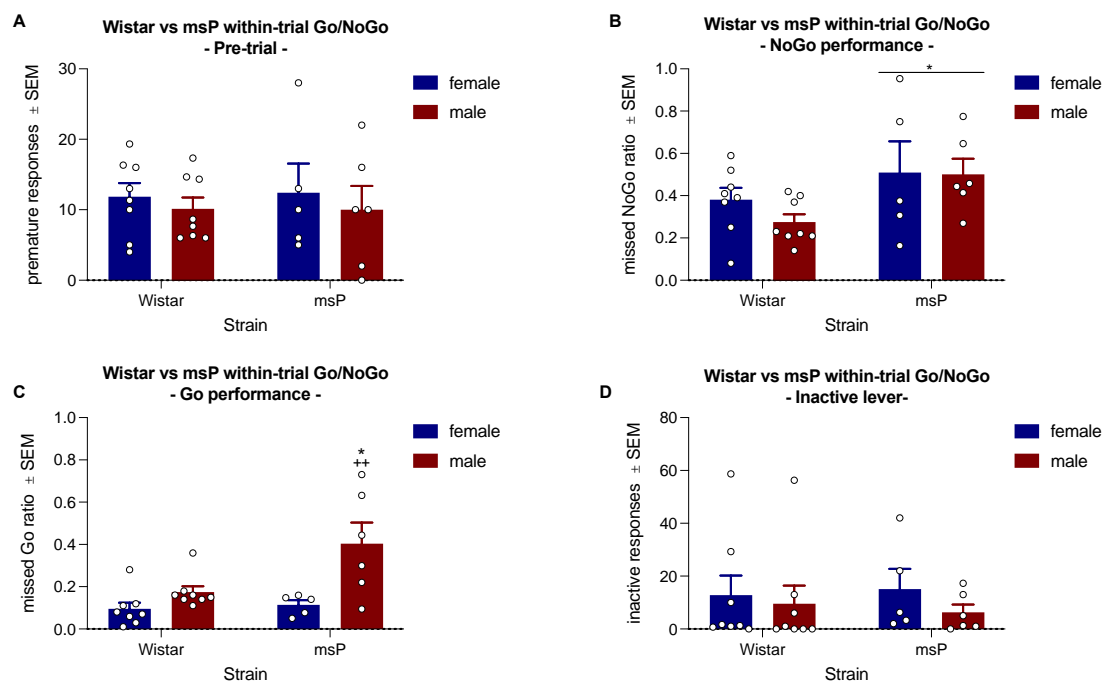 A
Wistar vs msP within-trial Go/NoGo
- Pre-trial -
premature responses ± SEM
30
20
10
0
Wistar
msP
Strain
female
male
B
Wistar vs msP within-trial Go/NoGo
- NoGo performance -
missed NoGo ratio ± SEM
1.0
0.8
0.6
0.4
0.2
0.0
*
Wistar
msP
Strain
female
male
C
Wistar vs msP within-trial Go/NoGo
- Go performance -
missed Go ratio ± SEM
1.0
0.8
0.6
0.4
0.2
0.0
*
++
Wistar
msP
Strain
female
male
D
Wistar vs msP within-trial Go/NoGo
- Inactive lever-
inactive responses ± SEM
80
60
40
20
0
Wistar
msP
Strain
female
male